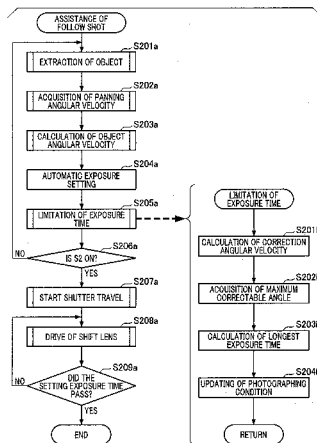 ASSISTANCE OF
FOLLOW SHOT
S201a
EXTRACTION OF OBJECT
S202a
ACQUISITION OF PANNING
ANGULAR VELOCITY
S203a
CALCULATION OF OBJECT
ANGULAR VELOCITY
S204a
AUTOMATIC EXPOSURE
SETTING
S205a
LIMITATION OF EXPOSURE
TIME
S206a
IS S2 ON?
NO
YES
S207a
START SHUTTER TRAVEL
S208a
DRIVE OF SHIFT LENS
S209a
DID THE
SETTING EXPOSURE TIME
PASS?
NO
YES
END
LIMITATION OF
EXPOSURE TIME
CALCULATION OF CORRECTION
ANGULAR VELOCITY
ACQUISITION OF MAXIMUM
CORRECTABLE ANGLE
CALCULATION OF LONGEST
EXPOSURE TIME
UPDATING OF PHOTOGRAPHING
CONDITION
RETURN